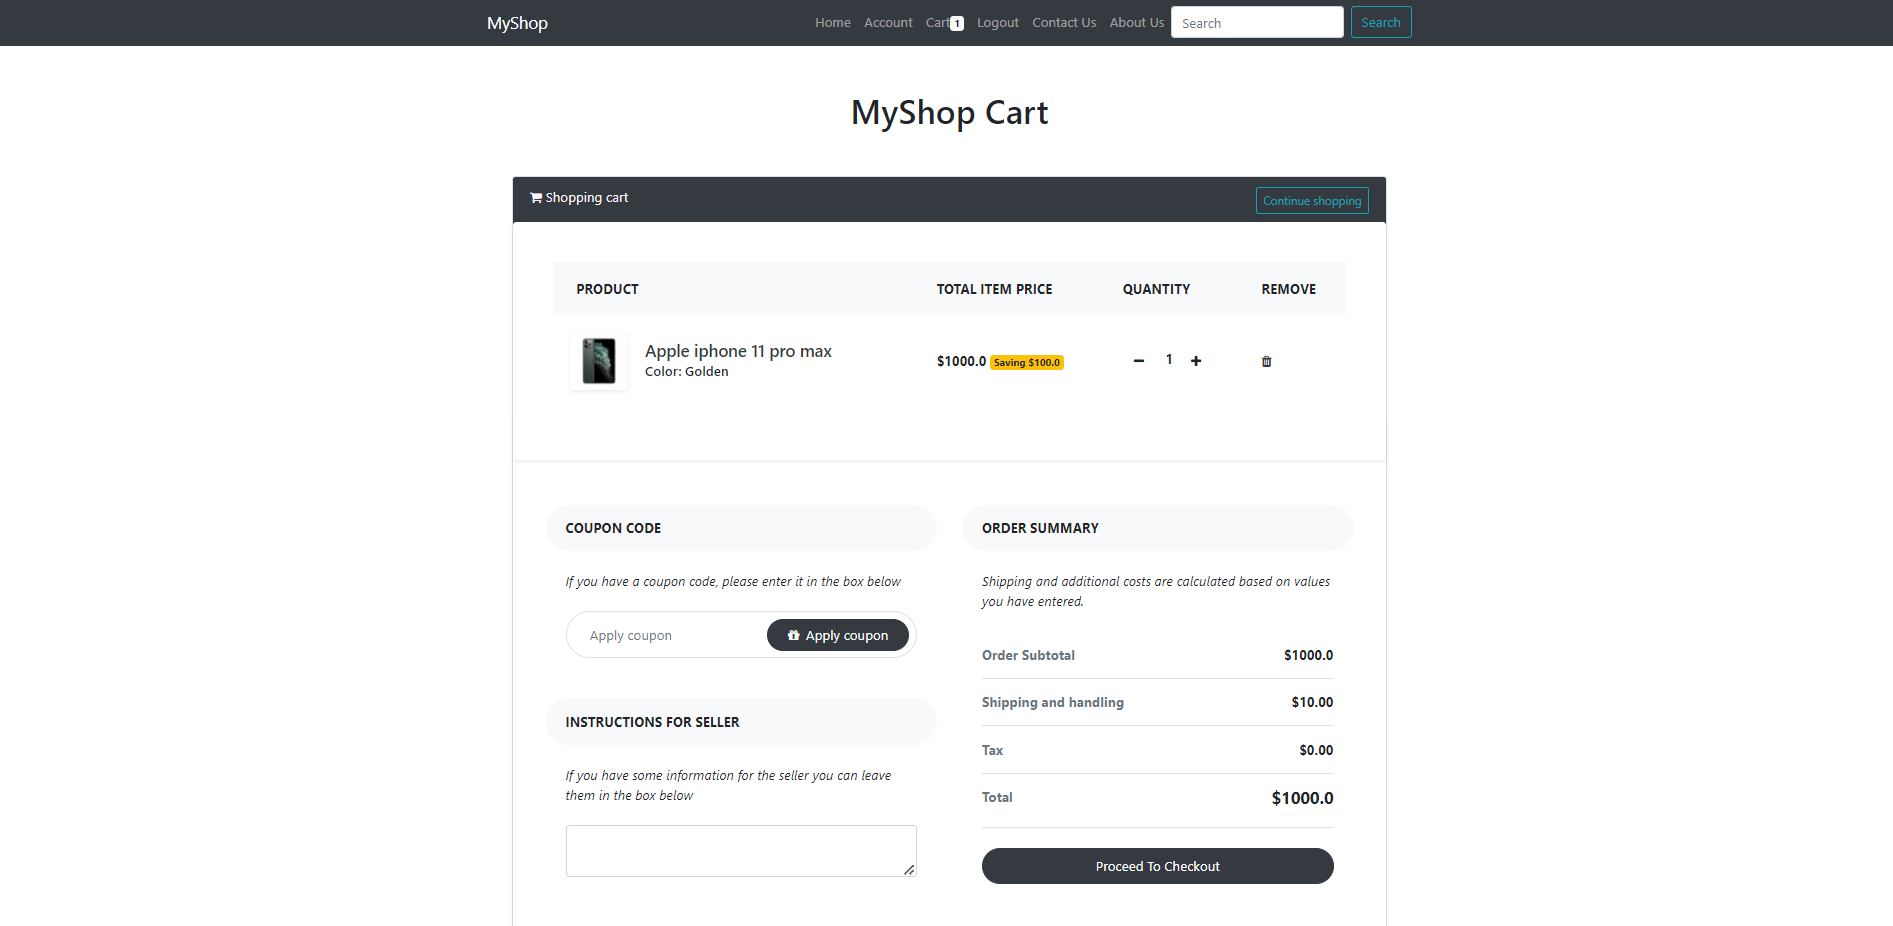 MyShop
Home Account Cart 1 Logout Contact Us About Us Search Search
MyShop Cart
Shopping cart
Continue shopping
PRODUCT TOTAL ITEM PRICE QUANTITY REMOVE
Apple iphone 11 pro max
Color: Golden
$1000.0 Saving $100.0
1
COUPON CODE
If you have a coupon code, please enter it in the box below
Apply coupon Apply coupon
INSTRUCTIONS FOR SELLER
If you have some information for the seller you can leave
them in the box below
ORDER SUMMARY
Shipping and additional costs are calculated based on values
you have entered.
Order Subtotal $1000.0
Shipping and handling $10.00
Tax $0.00
Total $1000.0
Proceed To Checkout